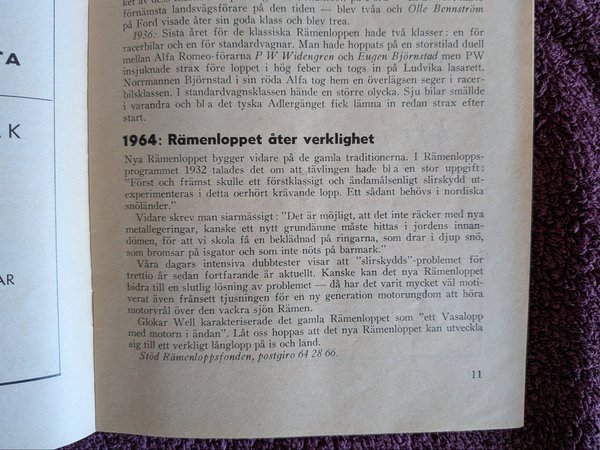 förnämsta landsvägsförare på den tiden — blev tvåa och Olle Bennström
på Ford visade åter sin goda klass och blev trea.
1936: Sista året för de klassiska Rämenloppen hade två klasser: en för
racerbilar och en för standardvagnar. Man hade hoppats på en storstilad duell
mellan Alfa Romeo-förarna P W Widengren och Eugen Björnstad men PW
insjuknade strax före loppet i hög feber och togs in på Ludvika lasarett.
Norrmannen Björnstad i sin röda Alfa tog hem en överlägsen seger i racer-
bilsklassen. I standardvagnsklassen hände en större olycka. Sju bilar smällde
i varandra och bl a det tyska Adlergänget fick lämna in redan strax efter
start.
TA
A K
AR
1964: Rämenloppet åter verklighet
Nya Rämenloppet bygger vidare på de gamla traditionerna. I Rämenlopps-
programmet 1932 talades det om att tävlingen hade bl a en stor uppgift:
"Först och främst skulle ett förstklassigt och ändamålsenligt slirskydd ut-
experimenteras i detta oerhört krävande lopp. Ett sådant behövs i nordiska
snöländer."
Vidare skrev man siarmässigt: "Det är möjligt, att det inte räcker med nya
metallegeringar, kanske ett nytt grundämne måste hittas i jordens innan-
dömen, för att vi skola få en beklädnad på ringarna, som drar i djup snö,
som bromsar på isgator och som inte nöts på barmark."
Våra dagars intensiva dubbtester visar att "slirskydds"-problemet för
trettio år sedan fortfarande är aktuellt. Kanske kan det nya Rämenloppet
bidra till en slutlig lösning av problemet — då har det varit mycket väl moti-
verat även frånsett tjusningen för en ny generation motorungdom att höra
motorvrål över den vackra sjön Rämen.
Glokar Well karakteriserade det gamla Rämenloppet som "ett Vasalopp
med motorn i ändan". Låt oss hoppas att det nya Rämenloppet kan utveckla
sig till ett verkligt långlopp på is och land.
Stöd Rämenloppsfonden, postgiro 64 28 66.
11